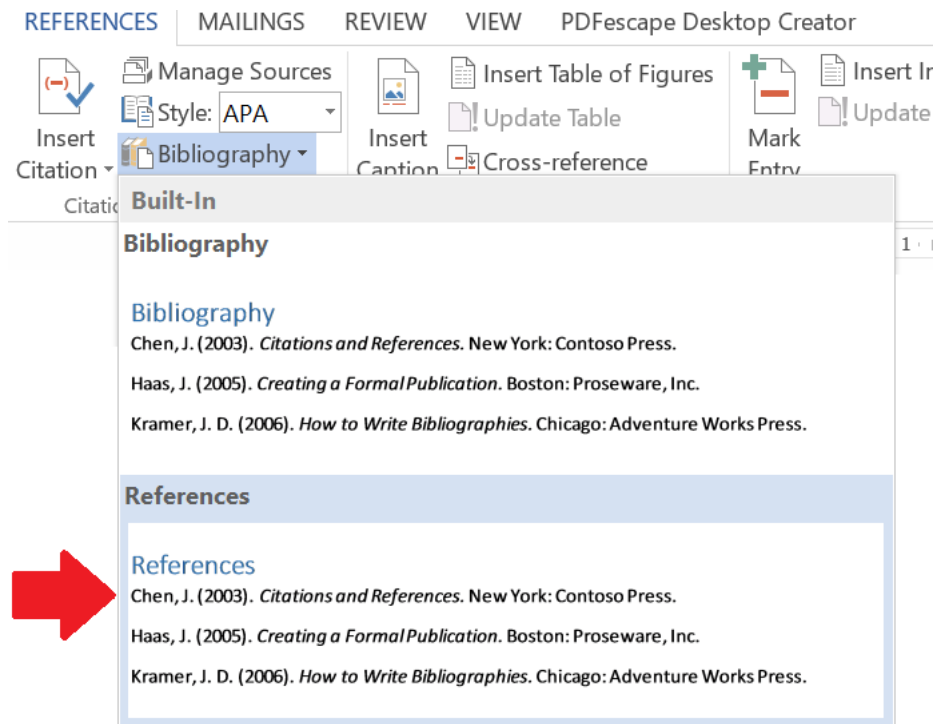 REFERENCES MAILINGS REVIEW VIEW PDFescape Desktop Creator
Insert
Citation
Manage Sources
Style: APA
Bibliography
Insert
Caption
Insert Table of Figures
Update Table
Cross-reference
Mark
Entry
Insert
Update
Built-In
Bibliography
1
Bibliography
Chen, J. (2003). Citations and References. New York: Contoso Press.
Haas, J. (2005). Creating a Formal Publication. Boston: Proseware, Inc.
Kramer, J. D. (2006). How to Write Bibliographies. Chicago: Adventure Works Press.
References
References
Chen, J. (2003). Citations and References. New York: Contoso Press.
Haas, J. (2005). Creating a Formal Publication. Boston: Proseware, Inc.
Kramer, J. D. (2006). How to Write Bibliographies. Chicago: Adventure Works Press.